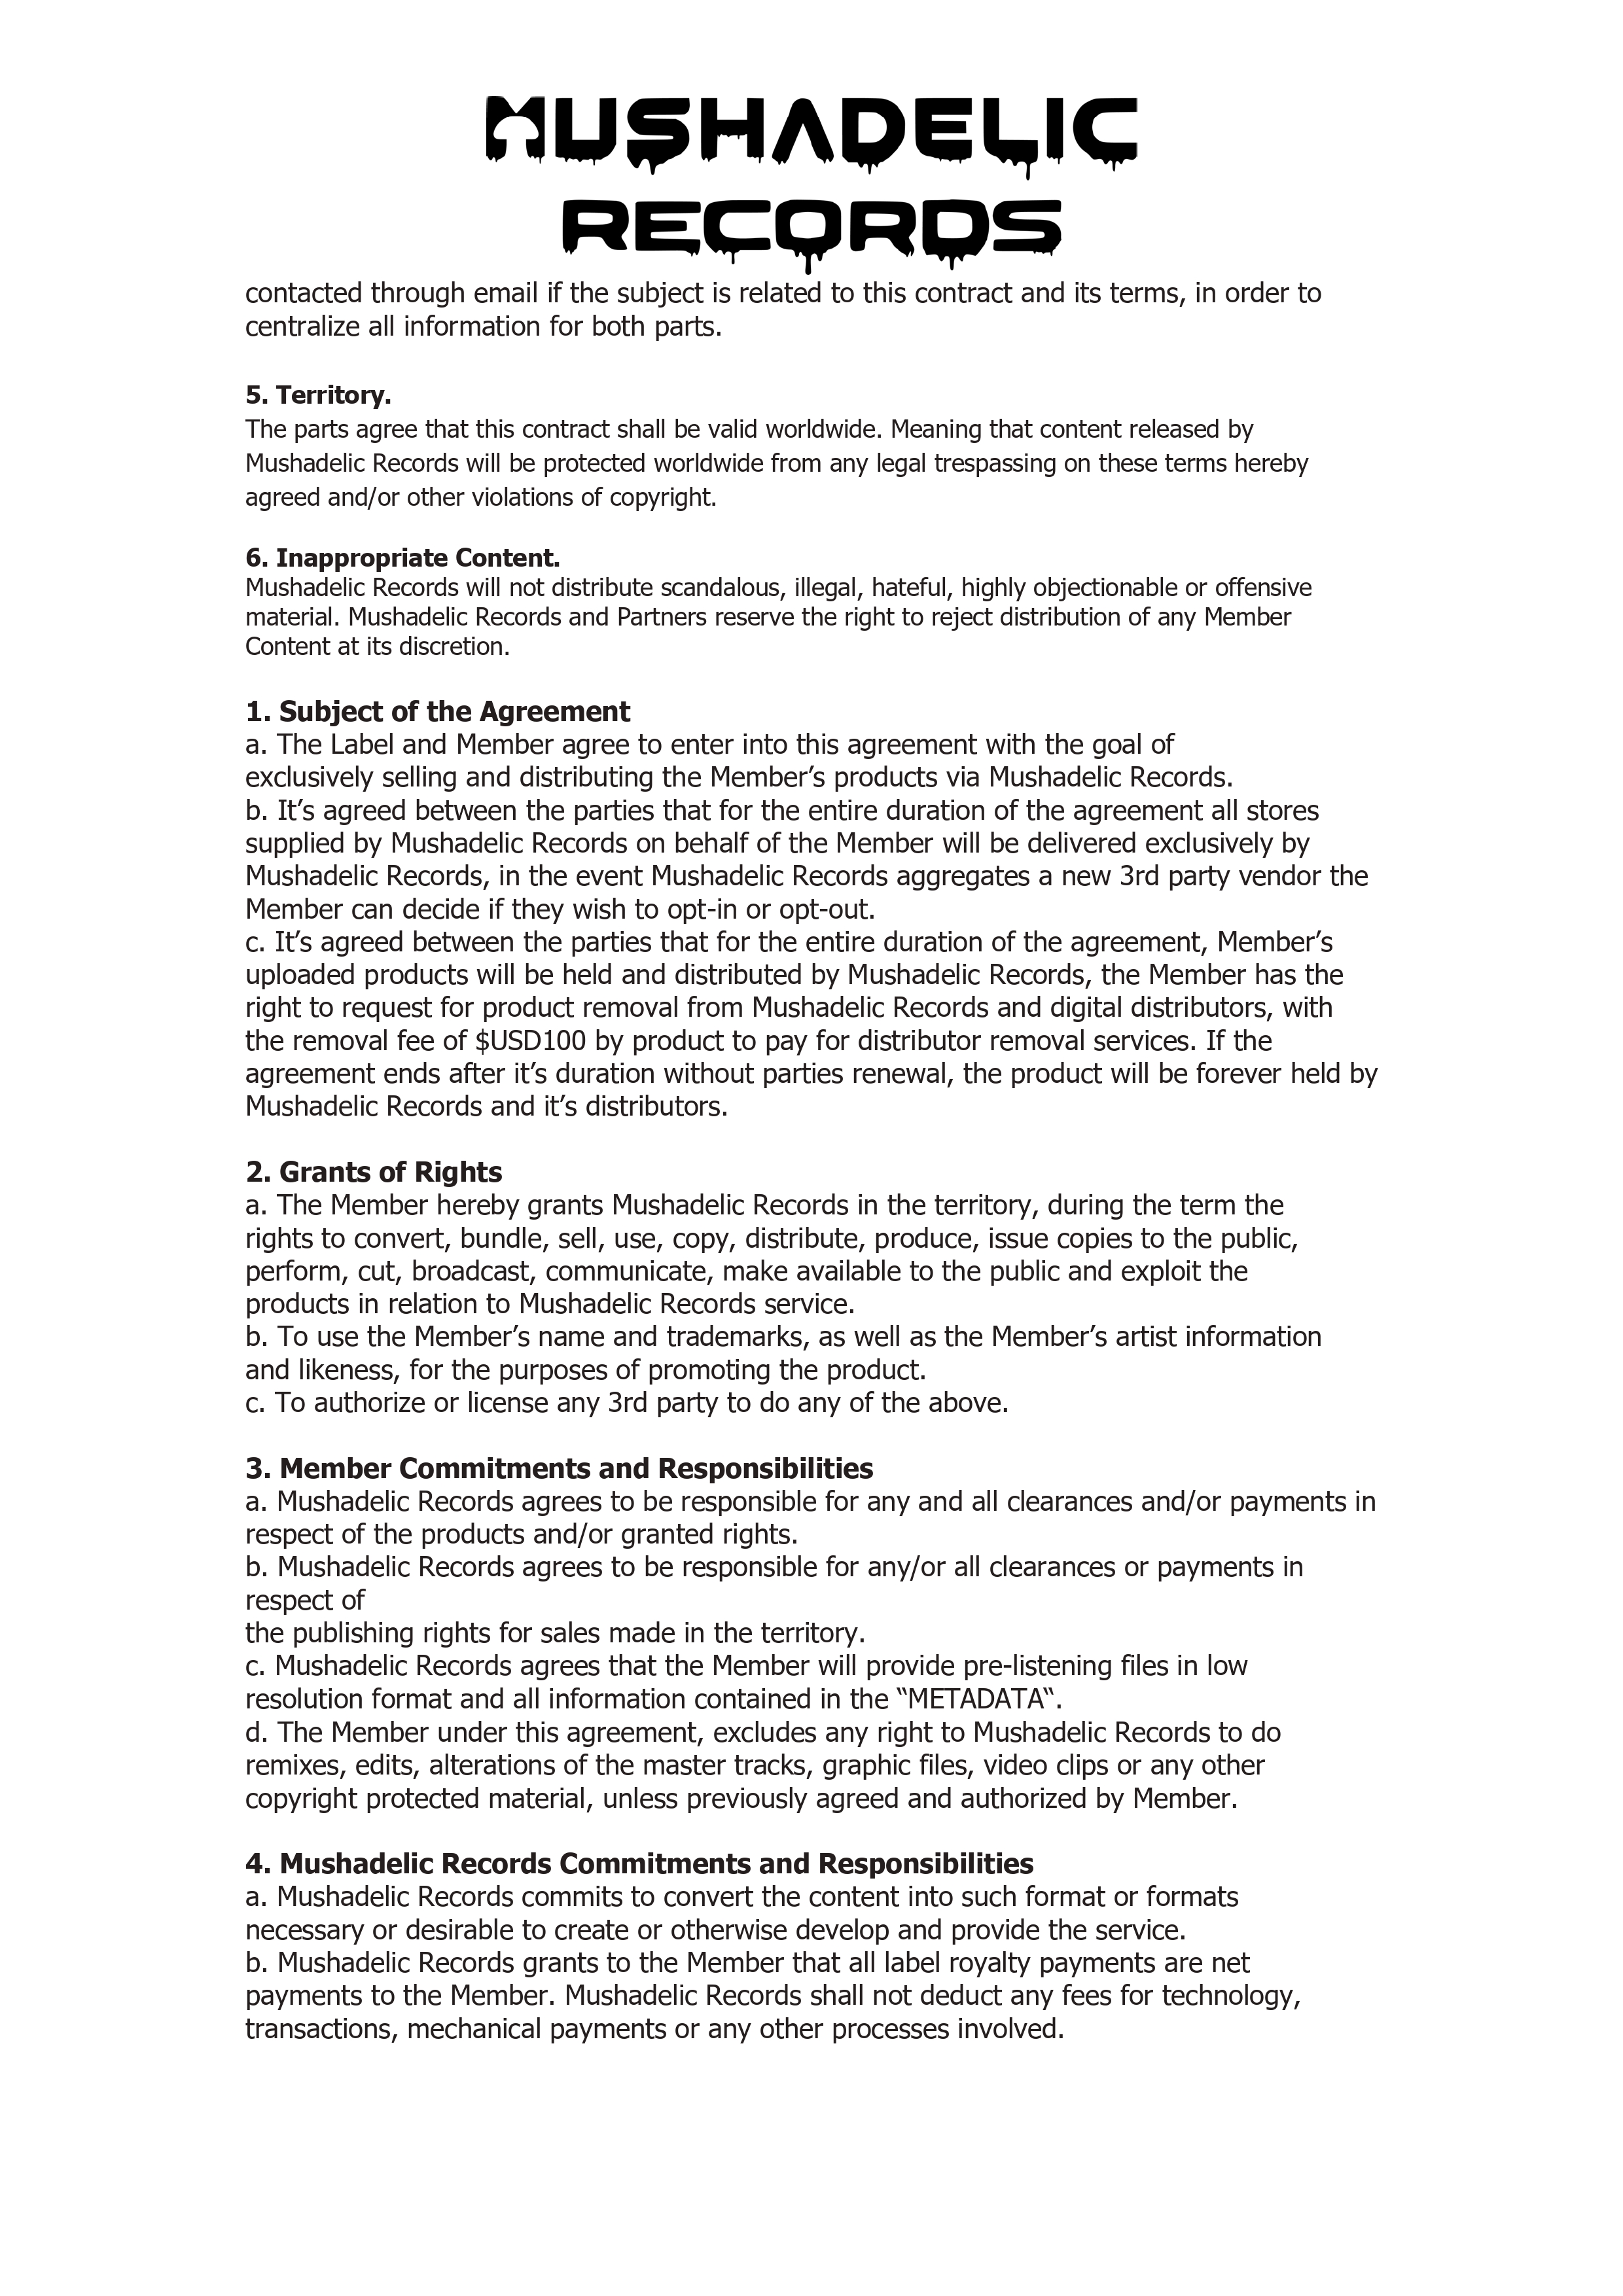 MUSHADELIC
RECORDS
contacted through email if the subject is related to this contract and its terms, in order to
centralize all information for both parts.
5. Territory.
The parts agree that this contract shall be valid worldwide. Meaning that content released by
Mushadelic Records will be protected worldwide from any legal trespassing on these terms hereby
agreed and/or other violations of copyright.
6. Inappropriate Content.
Mushadelic Records will not distribute scandalous, illegal, hateful, highly objectionable or offensive
material. Mushadelic Records and Partners reserve the right to reject distribution of any Member
Content at its discretion.
1. Subject of the Agreement
a. The Label and Member agree to enter into this agreement with the goal of
exclusively selling and distributing the Member’s products via Mushadelic Records.
b. It’s agreed between the parties that for the entire duration of the agreement all stores
supplied by Mushadelic Records on behalf of the Member will be delivered exclusively by
Mushadelic Records, in the event Mushadelic Records aggregates a new 3rd party vendor the
Member can decide if they wish to opt-in or opt-out.
c. It’s agreed between the parties that for the entire duration of the agreement, Member’s
uploaded products will be held and distributed by Mushadelic Records, the Member has the
right to request for product removal from Mushadelic Records and digital distributors, with
the removal fee of $USD100 by product to pay for distributor removal services. If the
agreement ends after it’s duration without parties renewal, the product will be forever held by
Mushadelic Records and it’s distributors.
2. Grants of Rights
a. The Member hereby grants Mushadelic Records in the territory, during the term the
rights to convert, bundle, sell, use, copy, distribute, produce, issue copies to the public,
perform, cut, broadcast, communicate, make available to the public and exploit the
products in relation to Mushadelic Records service.
b. To use the Member’s name and trademarks, as well as the Member’s artist information
and likeness, for the purposes of promoting the product.
c. To authorize or license any 3rd party to do any of the above.
3. Member Commitments and Responsibilities
a. Mushadelic Records agrees to be responsible for any and all clearances and/or payments in
respect of the products and/or granted rights.
b. Mushadelic Records agrees to be responsible for any/or all clearances or payments in
respect of
the publishing rights for sales made in the territory.
c. Mushadelic Records agrees that the Member will provide pre-listening files in low
resolution format and all information contained in the “METADATA“.
d. The Member under this agreement, excludes any right to Mushadelic Records to do
remixes, edits, alterations of the master tracks, graphic files, video clips or any other
copyright protected material, unless previously agreed and authorized by Member.
4. Mushadelic Records Commitments and Responsibilities
a. Mushadelic Records commits to convert the content into such format or formats
necessary or desirable to create or otherwise develop and provide the service.
b. Mushadelic Records grants to the Member that all label royalty payments are net
payments to the Member. Mushadelic Records shall not deduct any fees for technology,
transactions, mechanical payments or any other processes involved.